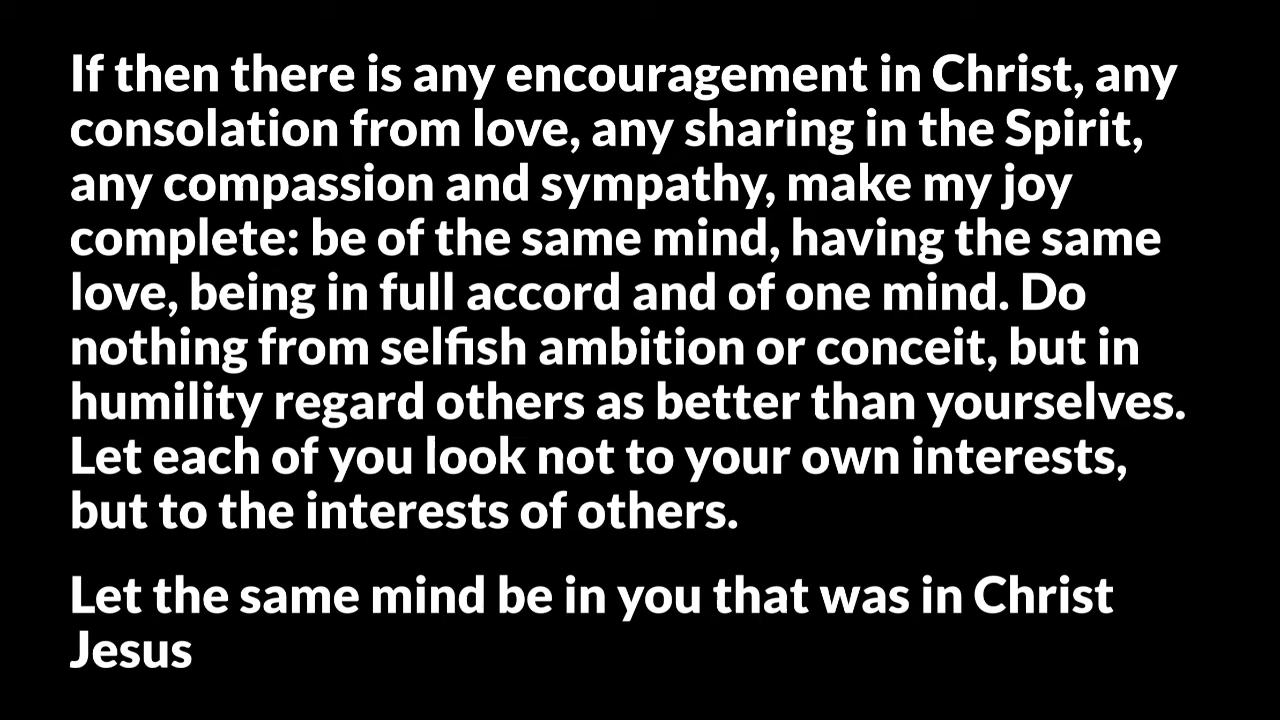 If then there is any encouragement in Christ, any
consolation from love, any sharing in the Spirit,
any compassion and sympathy, make my joy
complete: be of the same mind, having the same
love, being in full accord and of one mind. Do
nothing from selfish ambition or conceit, but in
humility regard others as better than yourselves.
Let each of you look not to your own interests,
but to the interests of others.
Let the same mind be in you that was in Christ
Jesus